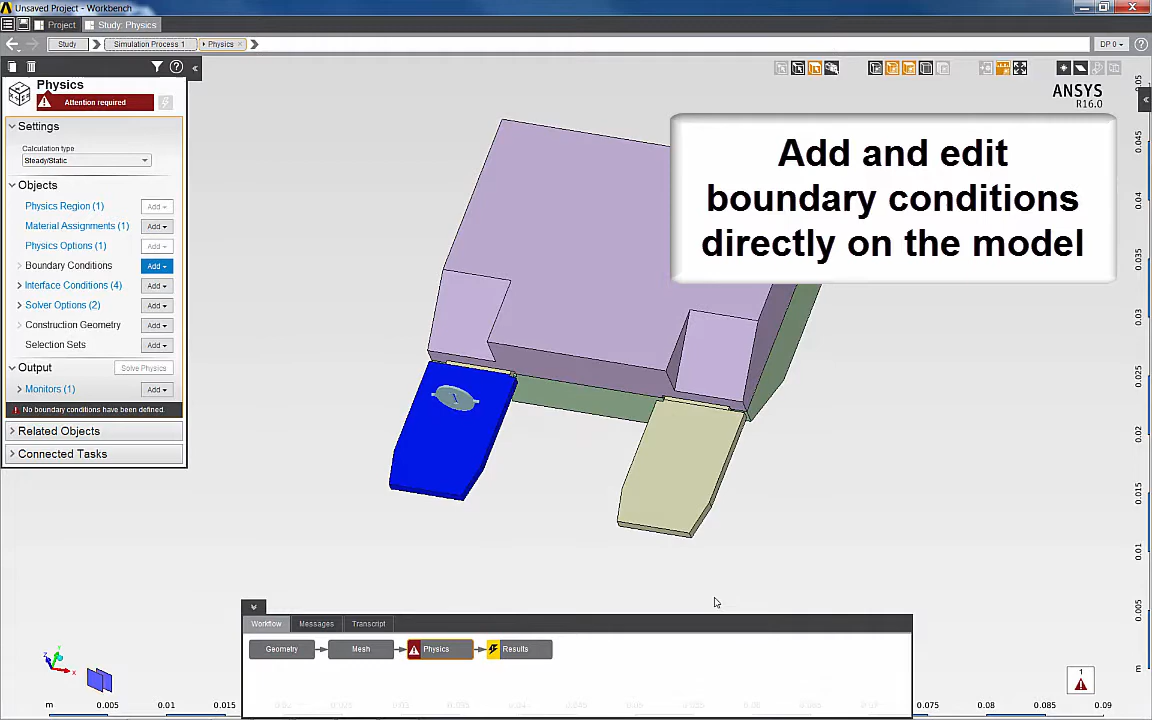 Unsaved Project - Workbench
Project
Study: Physics
Study
Simulation Process 1
Physics
DP 0
Physics
Attention required
ANSYS
R16.0
Settings
Calculation type
Steady/Static
Objects
Physics Region (1)
Add
Material Assignments (1)
Add
Physics Options (1)
Add
Boundary Conditions
Add
Interface Conditions (4)
Add
Solver Options (2)
Add
Construction Geometry
Add
Selection Sets
Add
Output
Solve Physics
Monitors (1)
Add
No boundary conditions have been defined.
Related Objects
Connected Tasks
Add and edit
boundary conditions
directly on the model
0.045
0.04
0.035
0.03
0.025
0.02
0.015
0.01
0.005
m
Workflow
Messages
Transcript
Geometry
Mesh
Physics
Results
1
X
m
0.005
0.01
0.015
0.075
0.08
0.085
0.09